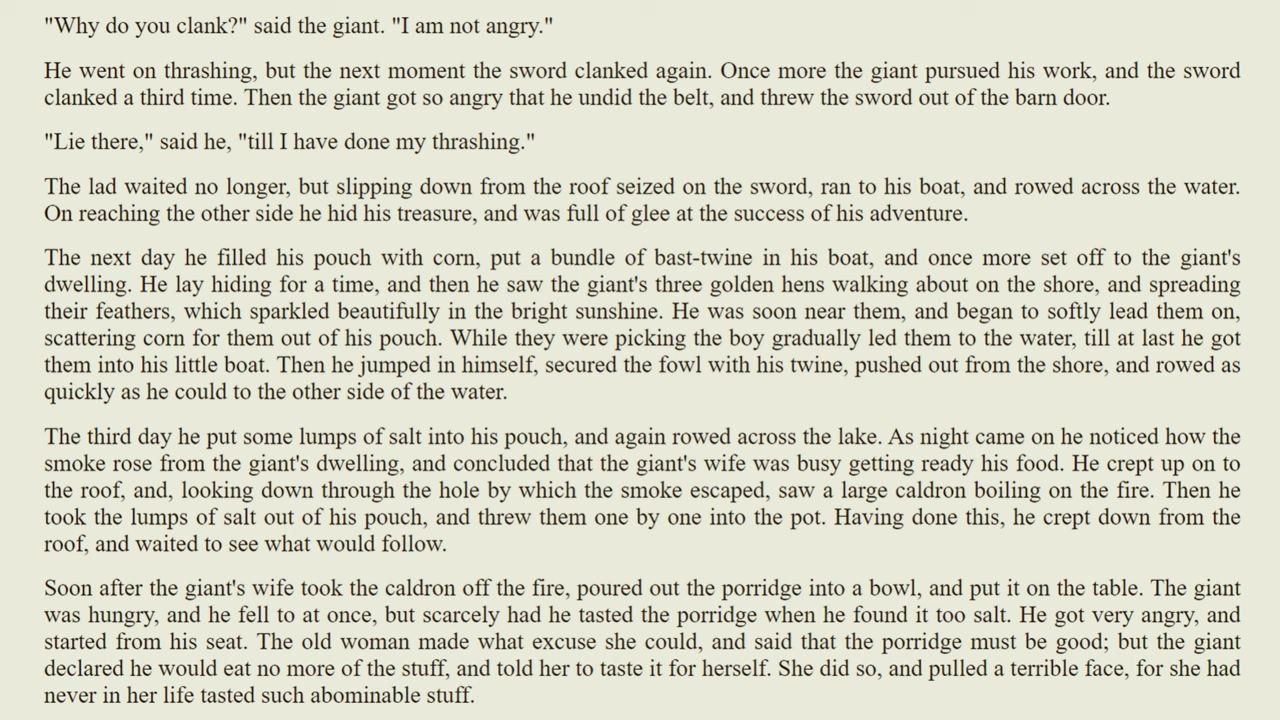 "Why do you clank?" said the giant. "I am not angry."
He went on thrashing, but the next moment the sword clanked again. Once more the giant pursued his work, and the sword
clanked a third time. Then the giant got so angry that he undid the belt, and threw the sword out of the barn door.
"Lie there," said he, "till I have done my thrashing."
The lad waited no longer, but slipping down from the roof seized on the sword, ran to his boat, and rowed across the water.
On reaching the other side he hid his treasure, and was full of glee at the success of his adventure.
The next day he filled his pouch with corn, put a bundle of bast-twine in his boat, and once more set off to the giant's
dwelling. He lay hiding for a time, and then he saw the giant's three golden hens walking about on the shore, and spreading
their feathers, which sparkled beautifully in the bright sunshine. He was soon near them, and began to softly lead them on,
scattering corn for them out of his pouch. While they were picking the boy gradually led them to the water, till at last he got
them into his little boat. Then he jumped in himself, secured the fowl with his twine, pushed out from the shore, and rowed as
quickly as he could to the other side of the water.
The third day he put some lumps of salt into his pouch, and again rowed across the lake. As night came on he noticed how the
smoke rose from the giant's dwelling, and concluded that the giant's wife was busy getting ready his food. He crept up on to
the roof, and, looking down through the hole by which the smoke escaped, saw a large caldron boiling on the fire. Then he
took the lumps of salt out of his pouch, and threw them one by one into the pot. Having done this, he crept down from the
roof, and waited to see what would follow.
Soon after the giant's wife took the caldron off the fire, poured out the porridge into a bowl, and put it on the table. The giant
was hungry, and he fell to at once, but scarcely had he tasted the porridge when he found it too salt. He got very angry, and
started from his seat. The old woman made what excuse she could, and said that the porridge must be good; but the giant
declared he would eat no more of the stuff, and told her to taste it for herself. She did so, and pulled a terrible face, for she had
never in her life tasted such abominable stuff.